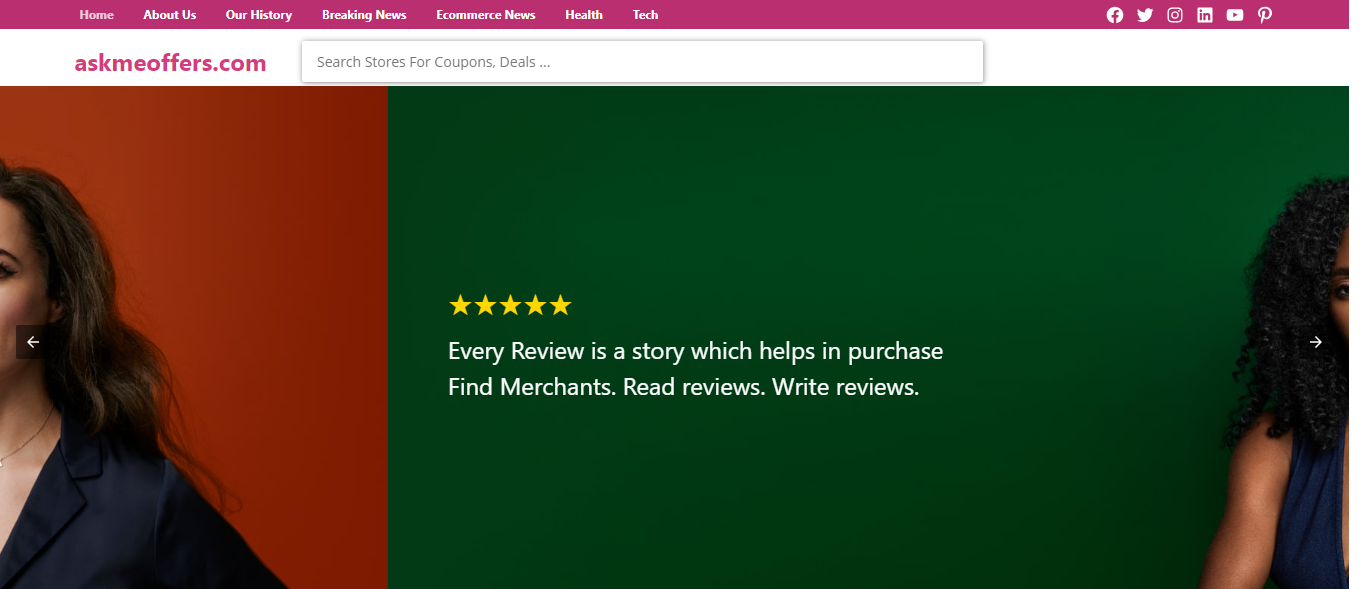 Home About Us Our History Breaking News Ecommerce News Health Tech
askmeoffers.com
Search Stores For Coupons, Deals ...
Every Review is a story which helps in purchase
Find Merchants. Read reviews. Write reviews.